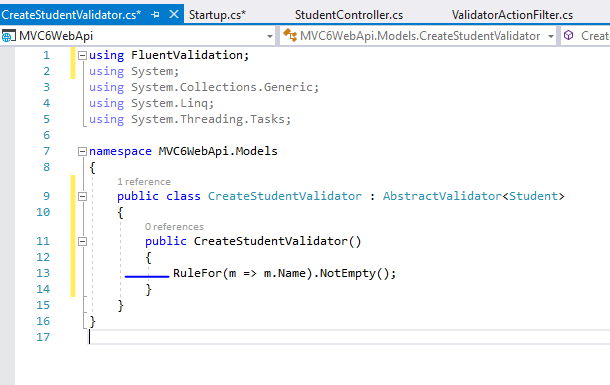 CreateStudentValidator.cs* Startup.cs* StudentController.cs ValidatorActionFilter.cs
MVC6WebApi MVC6WebApi.Models.CreateStudentValidator Creat
1 using FluentValidation;
2 using System;
3 using System.Collections.Generic;
4 using System.Linq;
5 using System.Threading.Tasks;
6
7 namespace MVC6WebApi.Models
8 {
1 reference
9 public class CreateStudentValidator : AbstractValidator<Student>
10 {
0 references
11 public CreateStudentValidator()
12 {
13 RuleFor(m => m.Name).NotEmpty();
14 }
15 }
16 }
17